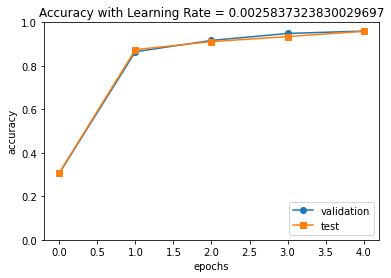 Accuracy with Learning Rate = 0.0025837323830029697
1.0
0.8
0.6
0.4
0.2
0.0
accuracy
validation
test
0.0 0.5 1.0 1.5 2.0 2.5 3.0 3.5 4.0
epochs